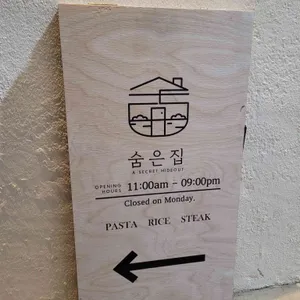 숨은집
A SECRET HIDEOUT
OPENING HOURS 11:00am - 09:00pm
Closed on Monday.
PASTA RICE STEAK